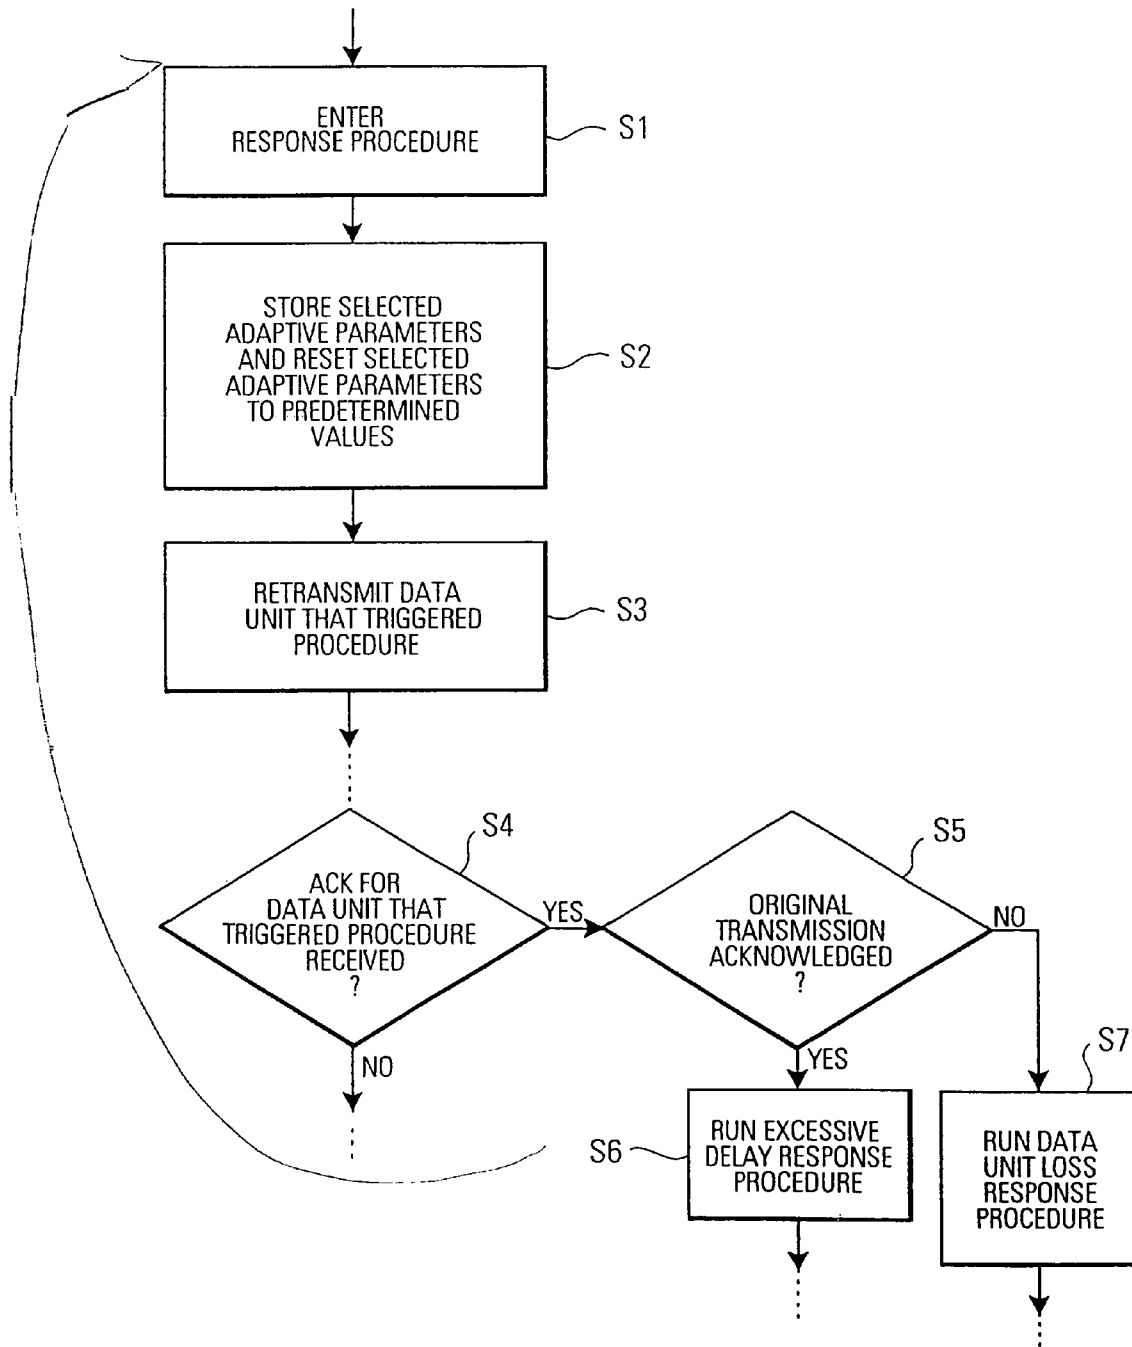 ENTER
RESPONSE PROCEDURE
S1
STORE SELECTED
ADAPTIVE PARAMETERS
AND RESET SELECTED
ADAPTIVE PARAMETERS
TO PREDETERMINED
VALUES
S2
RETRANSMIT DATA
UNIT THAT TRIGGERED
PROCEDURE
S3
S4
ACK FOR
DATA UNIT THAT
TRIGGERED PROCEDURE
RECEIVED
?
YES
NO
S5
ORIGINAL
TRANSMISSION
ACKNOWLEDGED
?
NO
YES
S6
RUN EXCESSIVE
DELAY RESPONSE
PROCEDURE
S7
RUN DATA
UNIT LOSS
RESPONSE
PROCEDURE